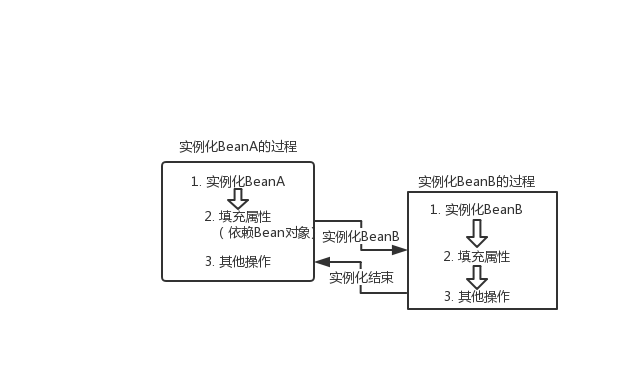 实例化BeanA的过程
1. 实例化BeanA
2. 填充属性
( 依赖Bean对象)
3. 其他操作
实例化BeanB
实例化结束
实例化BeanB的过程
1. 实例化BeanB
2. 填充属性
3. 其他操作